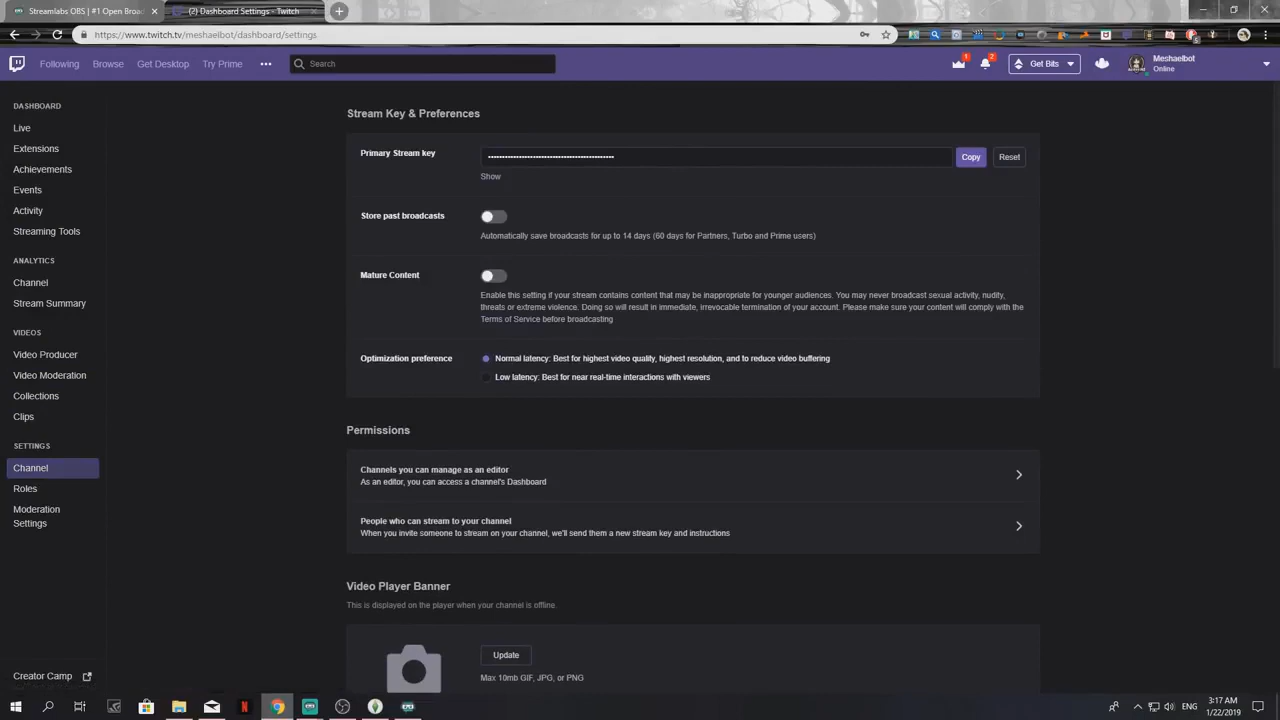 Streamlabs OBS | #1 Open Broa
(2) Dashboard Settings - Twitch
https://www.twitch.tv/meshaelbot/dashboard/settings
Following
Browse
Get Desktop
Try Prime
Search
1
2
Get Bits
Meshaelbot
Online
DASHBOARD
Live
Extensions
Achievements
Events
Activity
Streaming Tools
ANALYTICS
Channel
Stream Summary
VIDEOS
Video Producer
Video Moderation
Collections
Clips
SETTINGS
Channel
Roles
Moderation
Settings
Creator Camp
Stream Key & Preferences
Primary Stream key
Copy
Reset
Show
Store past broadcasts
Automatically save broadcasts for up to 14 days (60 days for Partners, Turbo and Prime users)
Mature Content
Enable this setting if your stream contains content that may be inappropriate for younger audiences. You may never broadcast sexual activity, nudity,
threats or extreme violence. Doing so will result in immediate, irrevocable termination of your account. Please make sure your content will comply with the
Terms of Service before broadcasting
Optimization preference
Normal latency: Best for highest video quality, highest resolution, and to reduce video buffering
Low latency: Best for near real-time interactions with viewers
Permissions
Channels you can manage as an editor
As an editor, you can access a channel's Dashboard
People who can stream to your channel
When you invite someone to stream on your channel, we'll send them a new stream key and instructions
Video Player Banner
This is displayed on the player when your channel is offline.
Update
Max 10mb GIF, JPG, or PNG
ENG
3:17 AM
1/22/2019